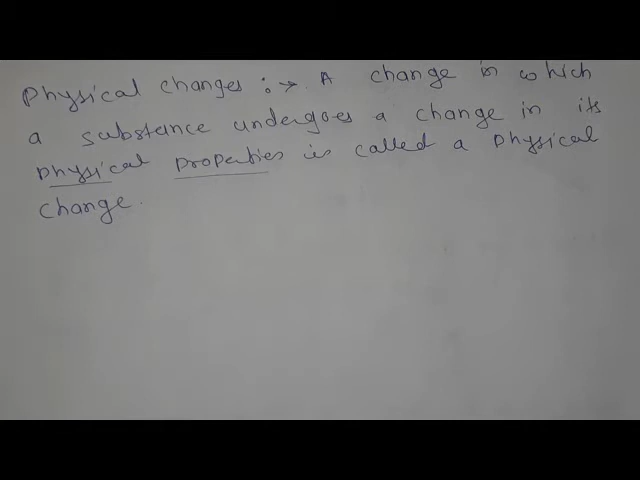 Physical changes :→ A change in which
a substance undergoes a change in its
physical properties is called a physical
change.